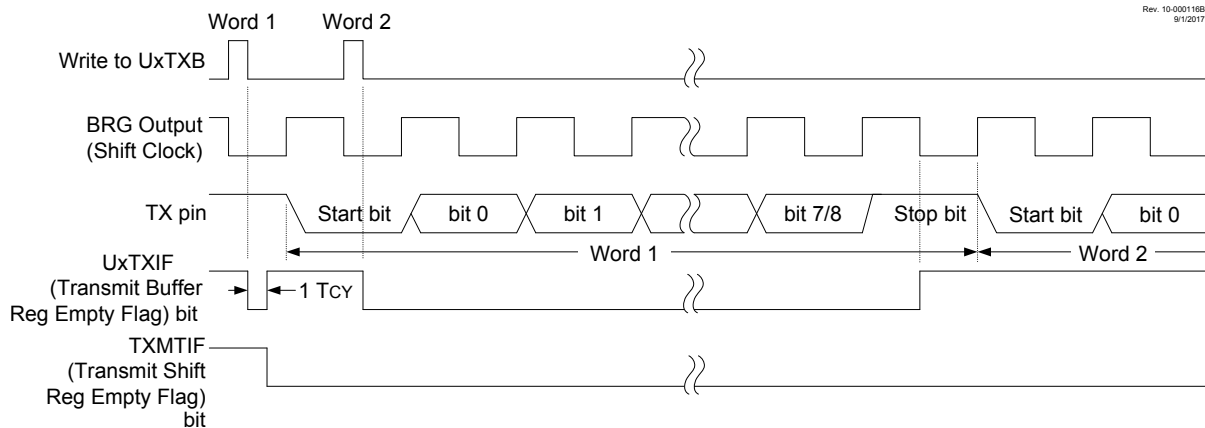 Rev. 10-000116B
9/1/2017
Word 1 Word 2
Write to UxTXB
BRG Output
(Shift Clock)
TX pin
Start bit bit 0 bit 1 bit 7/8 Stop bit Start bit bit 0
Word 1 Word 2
UxTXIF
(Transmit Buffer
Reg Empty Flag) bit
1 TCY
TXMTIF
(Transmit Shift
Reg Empty Flag)
bit